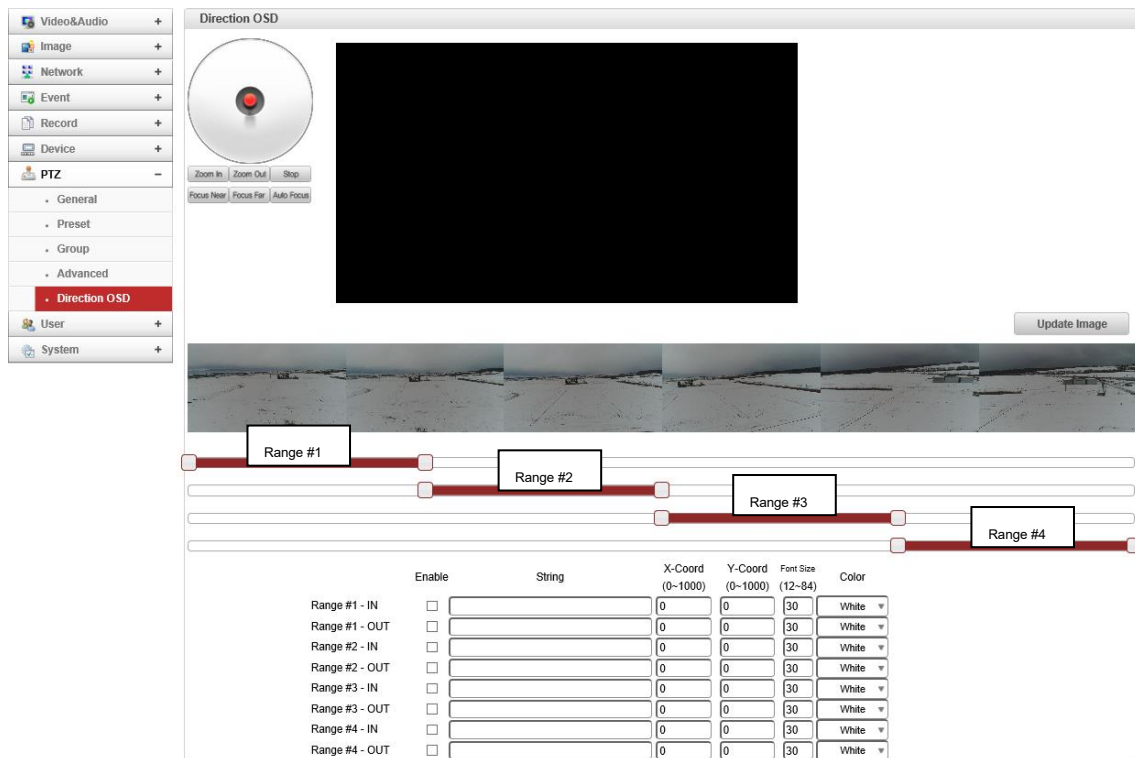 Video&Audio +
Image +
Network +
Event +
Record +
Device +
PTZ –
General
Preset
Group
Advanced
Direction OSD
User +
System +
Direction OSD
Zoom In Zoom Out Stop
Focus Near Focus Far Auto Focus
Update Image
Range #1
Range #2
Range #3
Range #4
Enable String X-Coord (0~1000) Y-Coord (0~1000) Font Size (12~84) Color
Range #1 - IN 0 0 30 White
Range #1 - OUT 0 0 30 White
Range #2 - IN 0 0 30 White
Range #2 - OUT 0 0 30 White
Range #3 - IN 0 0 30 White
Range #3 - OUT 0 0 30 White
Range #4 - IN 0 0 30 White
Range #4 - OUT 0 0 30 White